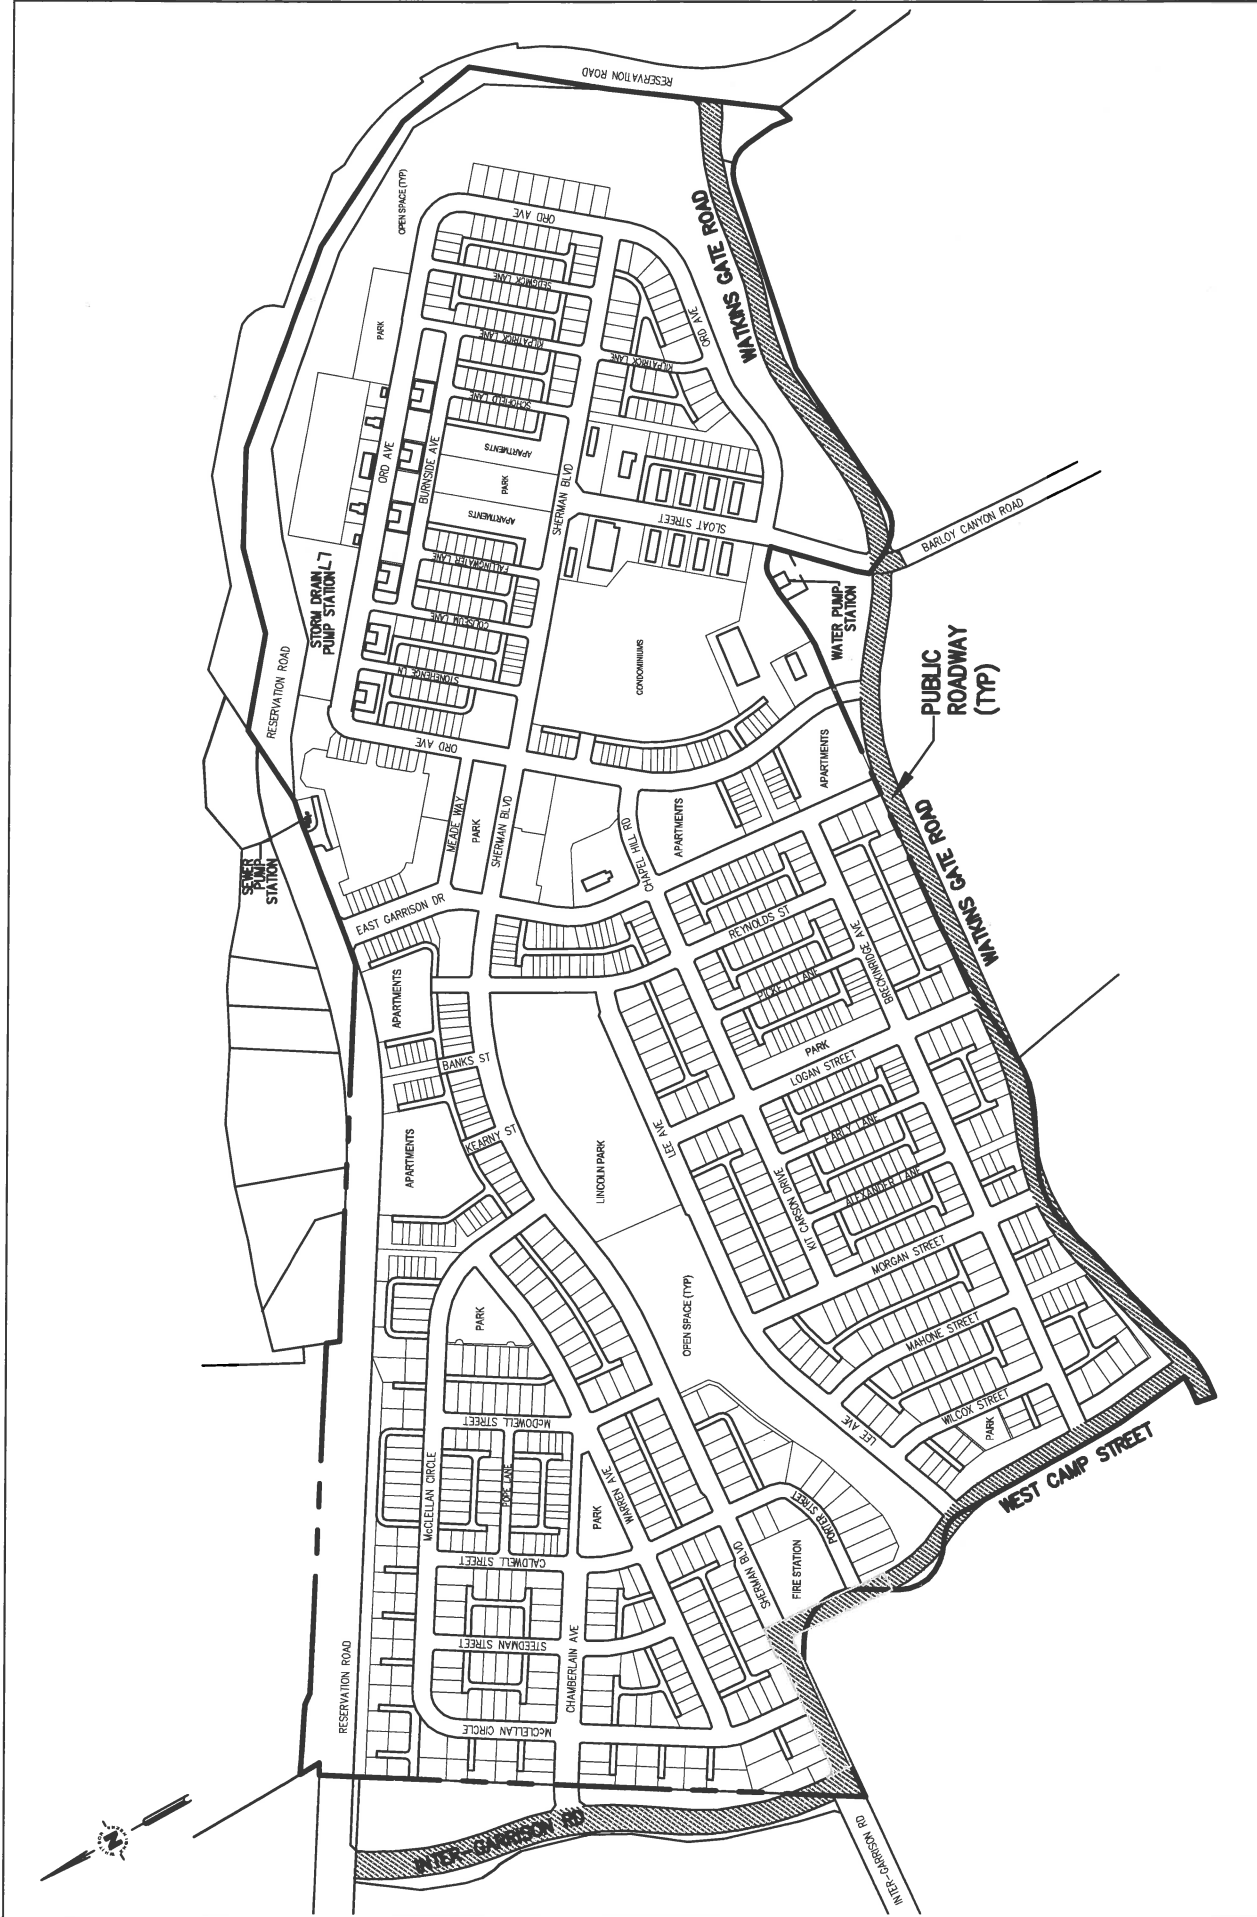 RESERVATION ROAD
OPEN SPACE (TYP)
ORD AVE
WATKINS GATE ROAD
SEDGWICK LANE
PARK
KILPATRICK LANE
ORD AVE
KILPATRICK LANE
SCHOFIELD LANE
ORD AVE
BURNSIDE AVE
APARTMENTS
PARK
SHERMAN BLVD
APARTMENTS
SLOAT STREET
BARLOY CANYON ROAD
FALLINGWATER LANE
STORM DRAIN
PUMP STATION
COLISEUM LANE
WATER PUMP
STATION
RESERVATION ROAD
STONEHENGE LN
CONDOMINIUMS
PUBLIC
ROADWAY
(TYP)
ORD AVE
APARTMENTS
MEADE WAY
PARK
SHERMAN BLVD
CHAPEL HILL RD
APARTMENTS
WATKINS GATE ROAD
SEWER
PUMP
STATION
EAST GARRISON DR
REYNOLDS ST
BRECKINRIDGE AVE
PICKETT LANE
APARTMENTS
BANKS ST
PARK
LOGAN STREET
KEARNY ST
LEE AVE
EARLY LANE
APARTMENTS
LINCOLN PARK
KIT CARSON DRIVE
ALEXANDER LANE
MORGAN STREET
PARK
OPEN SPACE (TYP)
MAHONE STREET
McDOWELL STREET
LEE AVE
WILCOX STREET
PARK
McCLELLAN CIRCLE
POPE LANE
WARREN AVE
PARK
WEST CAMP STREET
PORTER STREET
CALDWELL STREET
SHERMAN BLVD
FIRE STATION
STEEDMAN STREET
CHAMBERLAIN AVE
RESERVATION ROAD
McCLELLAN CIRCLE
N
INTER-GARRISON RD
INTER-GARRISON RD